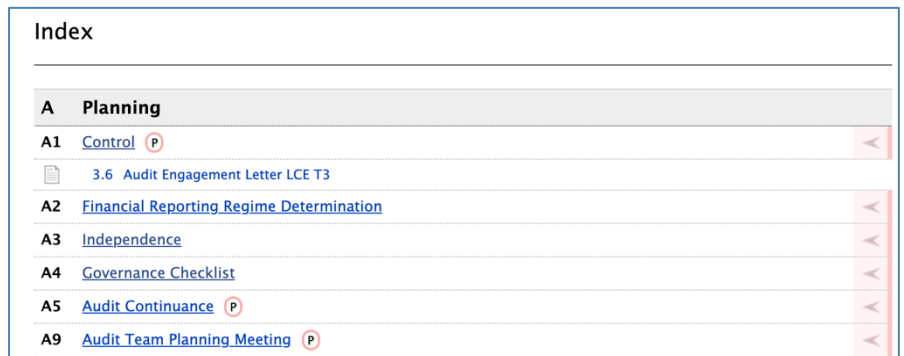 Index
A Planning
A1 Control P
3.6 Audit Engagement Letter LCE T3
A2 Financial Reporting Regime Determination
A3 Independence
A4 Governance Checklist
A5 Audit Continuance P
A9 Audit Team Planning Meeting P